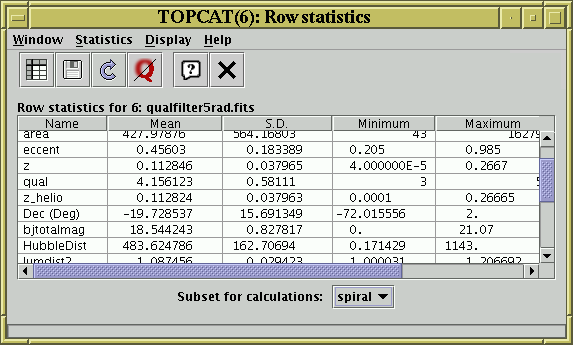 TOPCAT(6): Row statistics
Window Statistics Display Help
Row statistics for 6: qualfilter5rad.fits
Name Mean S.D. Minimum Maximum
area 427.97876 564.16803 43 16279
eccent 0.45603 0.183389 0.205 0.985
z 0.112846 0.037965 4.000000E-5 0.2667
qual 4.156123 0.58111 3 5
z_helio 0.112824 0.037963 0.0001 0.26665
Dec (Deg) -19.728537 15.691349 -72.015556 2.
bjtotalmag 18.544243 0.827817 0. 21.07
HubbleDist 483.624786 162.70694 0.171429 1143.
lumdist2 1.087456 0.029423 1.000031 1.206692
Subset for calculations: spiral